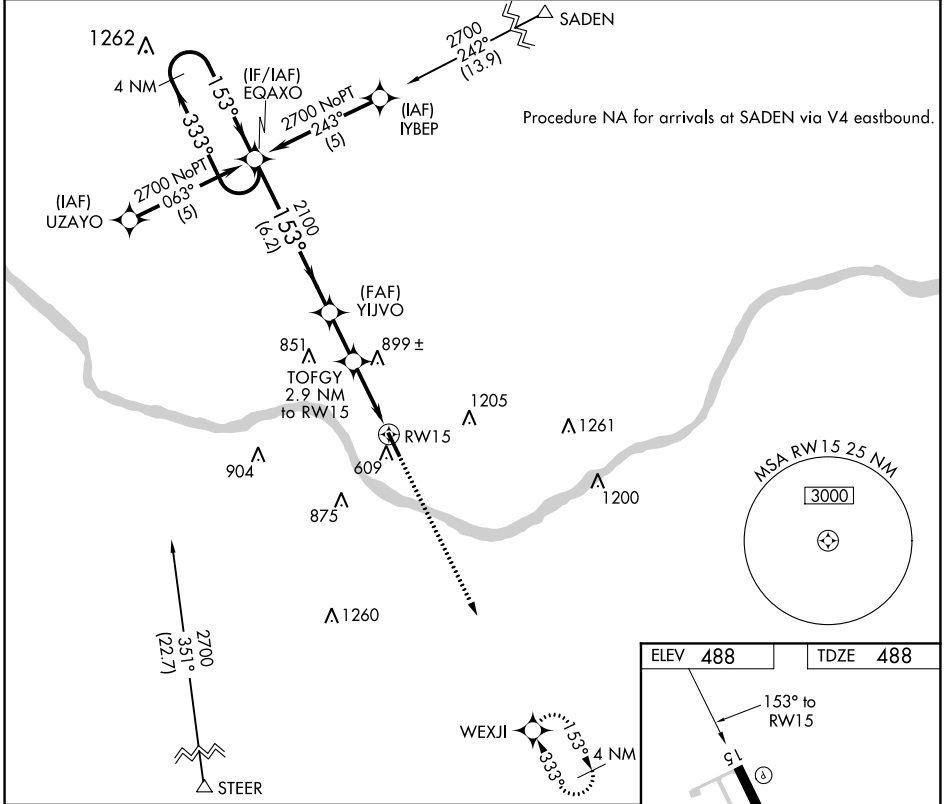 SADEN
2700
242°
(13.9)
1262
4 NM
153°
333°
(IF/IAF)
EQAXO
2700 NoPT
243°
(5)
(IAF)
IYBEP
Procedure NA for arrivals at SADEN via V4 eastbound.
(IAF)
UZAYO
2700 NoPT
063°
(5)
2100
153°
(6.2)
(FAF)
YIJVO
851
899 ±
TOFGY
2.9 NM
to RW15
1205
1261
RW15
904
609
875
1200
MSA RW15 25 NM
3000
1260
2700
351°
(22.7)
STEER
WEXJI
153°
333°
4 NM
ELEV 488
TDZE 488
153° to
RW15
15
P